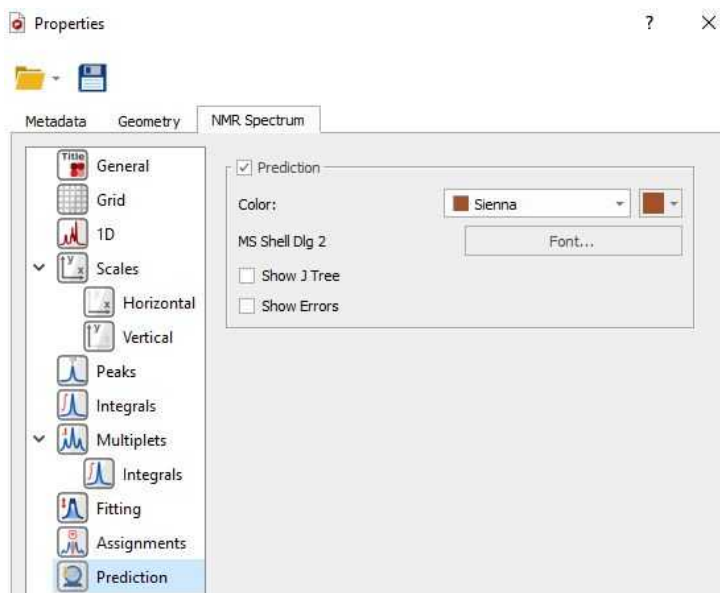 Properties
?
Metadata Geometry NMR Spectrum
Title General
Grid
1D
y x Scales
x Horizontal
y Vertical
Peaks
Integrals
Multiplets
Integrals
Fitting
Assignments
Prediction
Prediction
Color: Sienna
MS Shell Dlg 2 Font...
Show J Tree
Show Errors